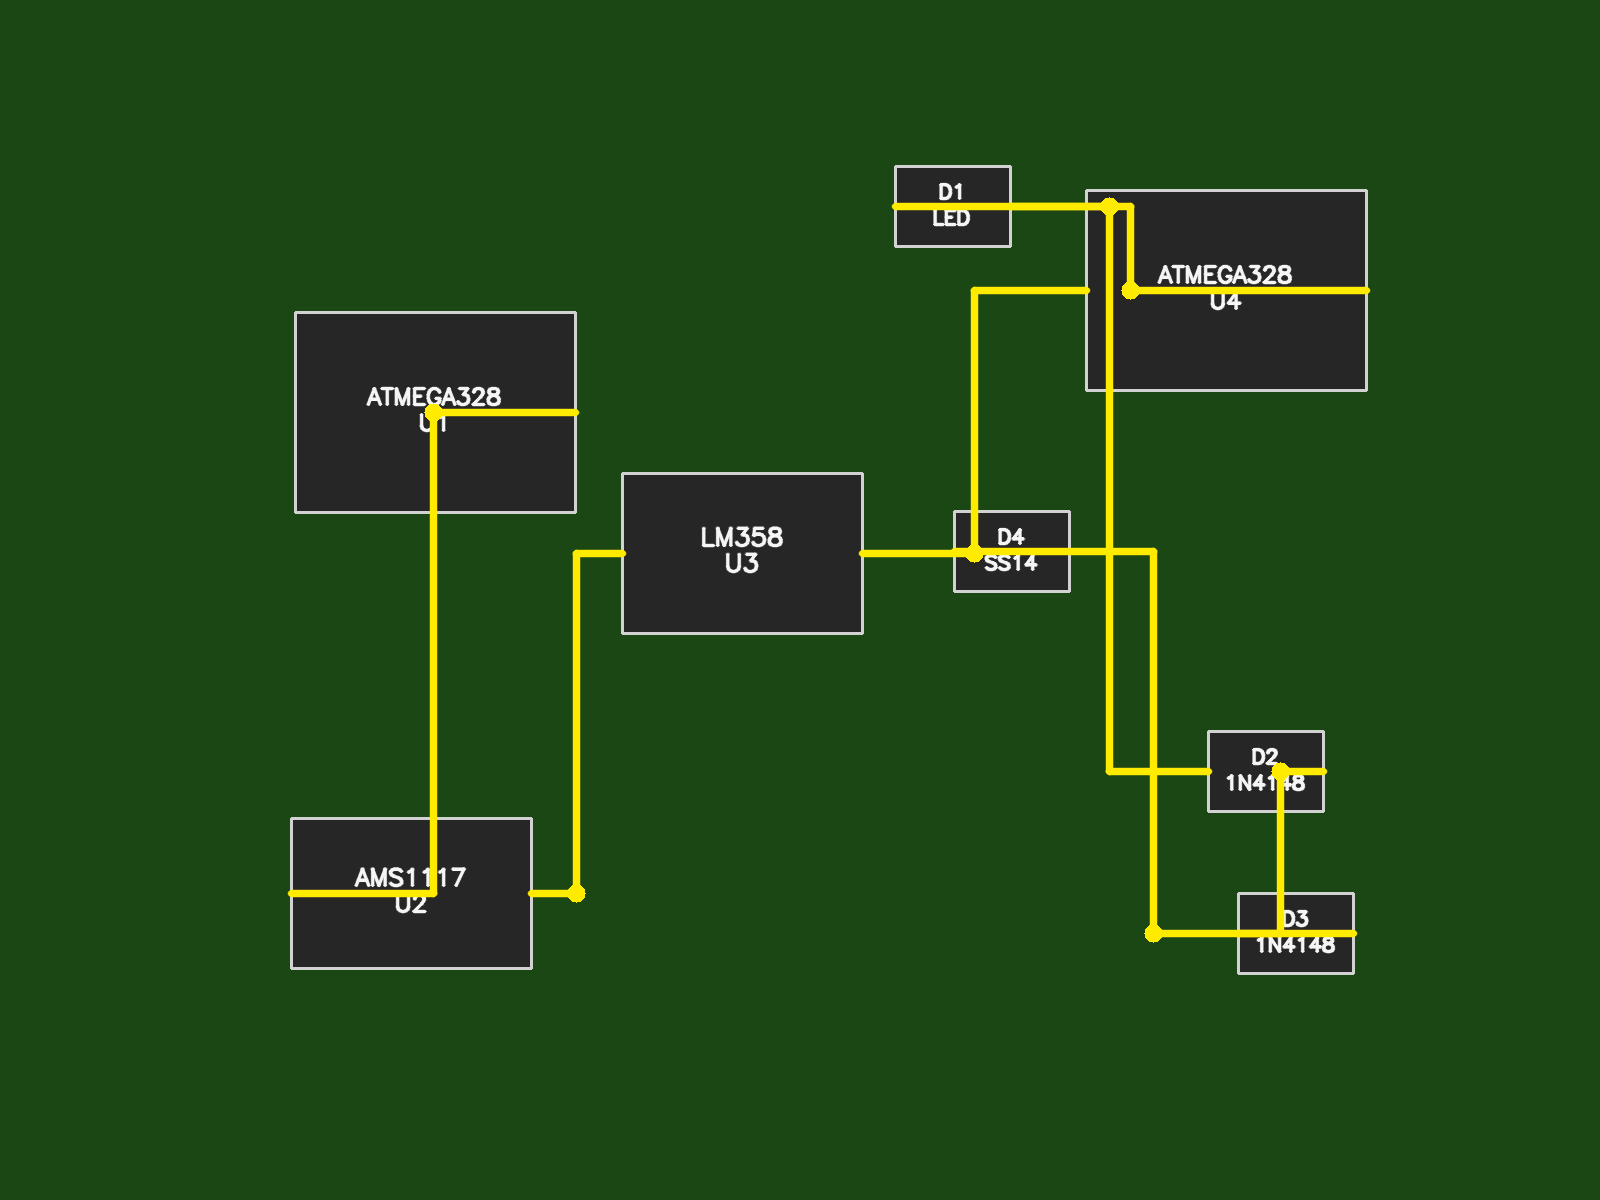 D1
LED
ATMEGA328
U4
ATMEGA328
U1
LM358
U3
D4
SS14
D2
1N4148
AMS1117
U2
D3
1N4148